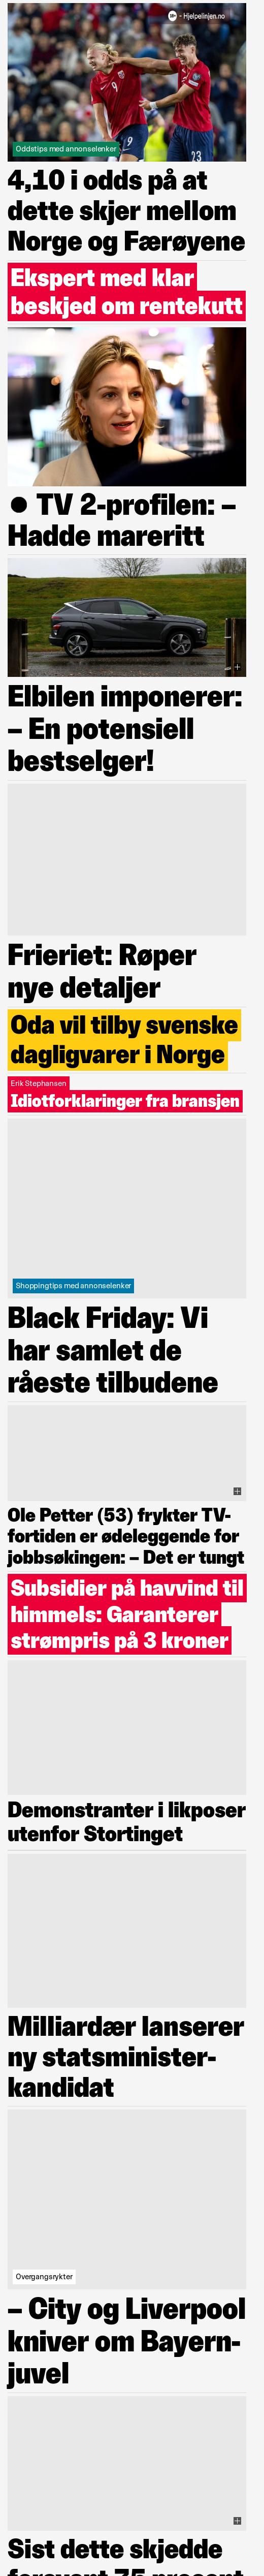 18+ - Hjelpelinjen.no
9
23
Oddstips med annonselenker
4,10 i odds på at
dette skjer mellom
Norge og Færøyene
Ekspert med klar
beskjed om rentekutt
● TV 2-profilen: –
Hadde mareritt
Elbilen imponerer:
– En potensiell
bestselger!
Frieriet: Røper
nye detaljer
Oda vil tilby svenske
dagligvarer i Norge
Erik Stephansen
Idiotforklaringer fra bransjen
Shoppingtips med annonselenker
Black Friday: Vi
har samlet de
råeste tilbudene
Ole Petter (53) frykter TV-
fortiden er ødeleggende for
jobbsøkingen: – Det er tungt
Subsidier på havvind til
himmels: Garanterer
strømpris på 3 kroner
Demonstranter i likposer
utenfor Stortinget
Milliardær lanserer
ny statsminister-
kandidat
Overgangsrykter
– City og Liverpool
kniver om Bayern-
juvel
Sist dette skjedde